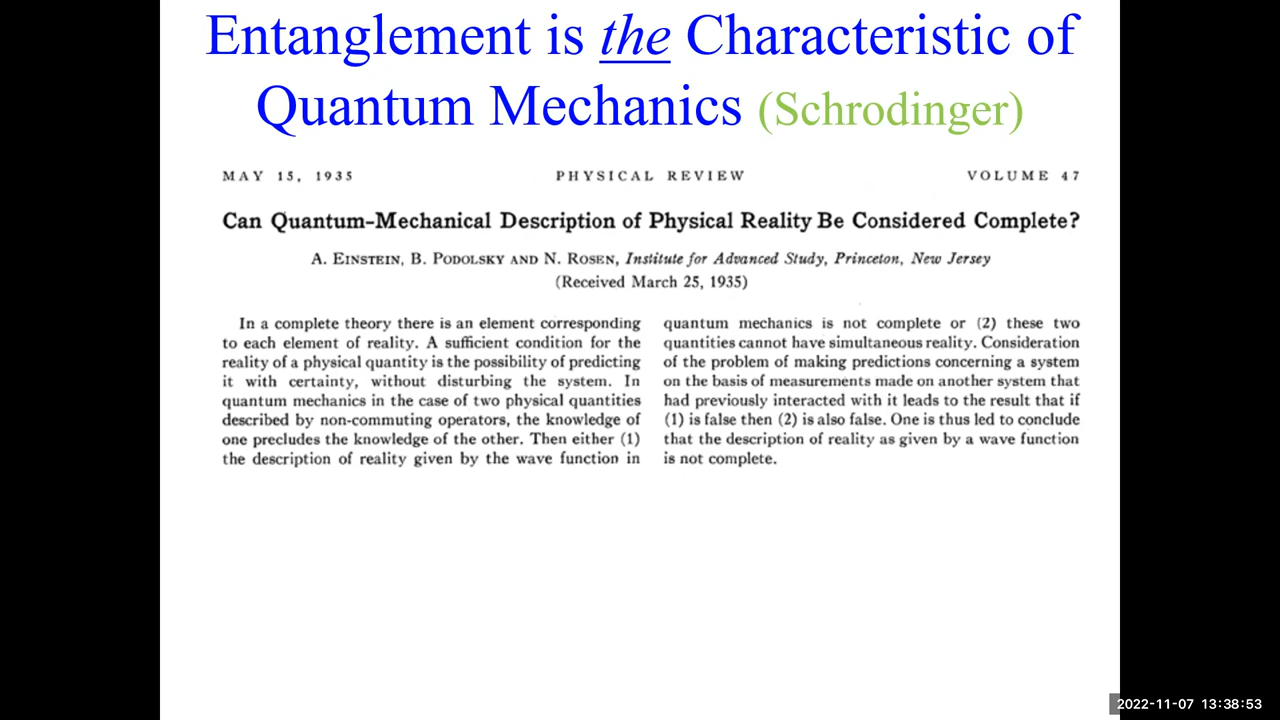 Entanglement is the Characteristic of
Quantum Mechanics (Schrodinger)
MAY 15, 1935 PHYSICAL REVIEW VOLUME 47
Can Quantum-Mechanical Description of Physical Reality Be Considered Complete?
A. EINSTEIN, B. PODOLSKY AND N. ROSEN, Institute for Advanced Study, Princeton, New Jersey
(Received March 25, 1935)
In a complete theory there is an element corresponding
to each element of reality. A sufficient condition for the
reality of a physical quantity is the possibility of predicting
it with certainty, without disturbing the system. In
quantum mechanics in the case of two physical quantities
described by non-commuting operators, the knowledge of
one precludes the knowledge of the other. Then either (1)
the description of reality given by the wave function in
quantum mechanics is not complete or (2) these two
quantities cannot have simultaneous reality. Consideration
of the problem of making predictions concerning a system
on the basis of measurements made on another system that
had previously interacted with it leads to the result that if
(1) is false then (2) is also false. One is thus led to conclude
that the description of reality as given by a wave function
is not complete.
2022-11-07 13:38:53